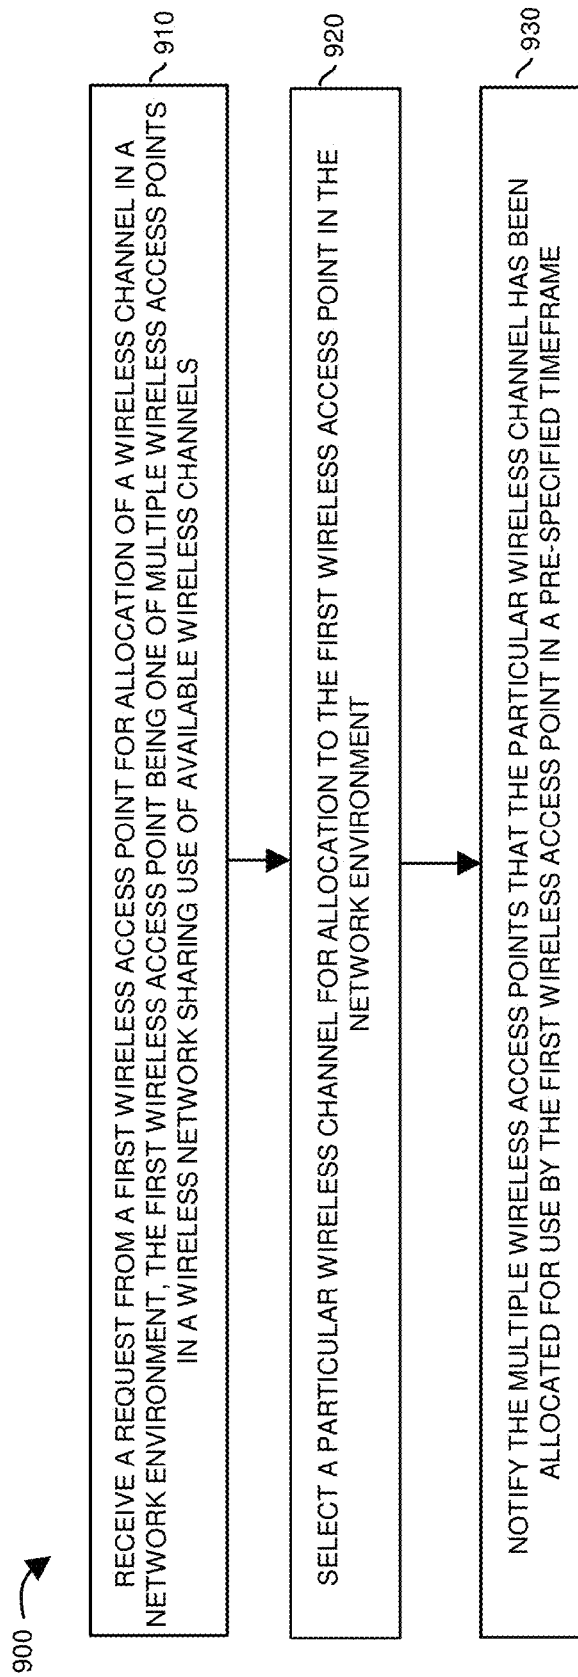 900
RECEIVE A REQUEST FROM A FIRST WIRELESS ACCESS POINT FOR ALLOCATION OF A WIRELESS CHANNEL IN A
NETWORK ENVIRONMENT, THE FIRST WIRELESS ACCESS POINT BEING ONE OF MULTIPLE WIRELESS ACCESS POINTS
IN A WIRELESS NETWORK SHARING USE OF AVAILABLE WIRELESS CHANNELS
910
SELECT A PARTICULAR WIRELESS CHANNEL FOR ALLOCATION TO THE FIRST WIRELESS ACCESS POINT IN THE
NETWORK ENVIRONMENT
920
NOTIFY THE MULTIPLE WIRELESS ACCESS POINTS THAT THE PARTICULAR WIRELESS CHANNEL HAS BEEN
ALLOCATED FOR USE BY THE FIRST WIRELESS ACCESS POINT IN A PRE-SPECIFIED TIMEFRAME
930